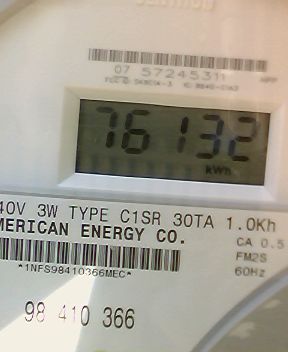 07 57245311
76132
kWh
40V 3W TYPE C1SR 30TA 1.0Kh
MERICAN ENERGY CO.
CA 0.5
FM2S
60Hz
*1NFS98410366MEC*
98 410 366